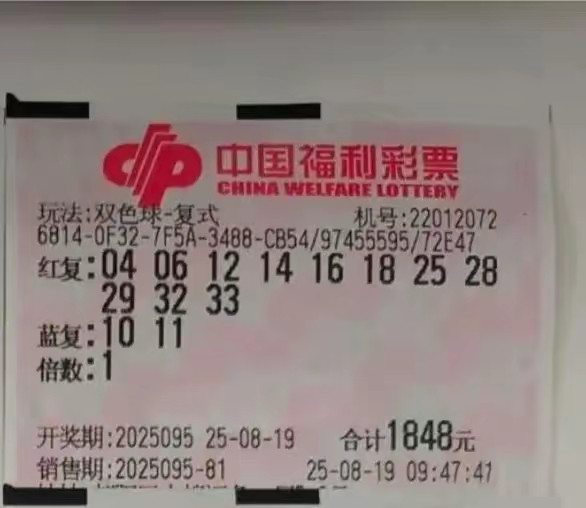 中国福利彩票
CHINA WELFARE LOTTERY
玩法:双色球-复式 机号:22012072
6814-0F32-7F5A-3488-CB54/97455595/72E47
红复:04 06 12 14 16 18 25 28
29 32 33
蓝复:10 11
倍数:1
开奖期:2025095 25-08-19 合计1848元
销售期:2025095-81 25-08-19 09:47:41